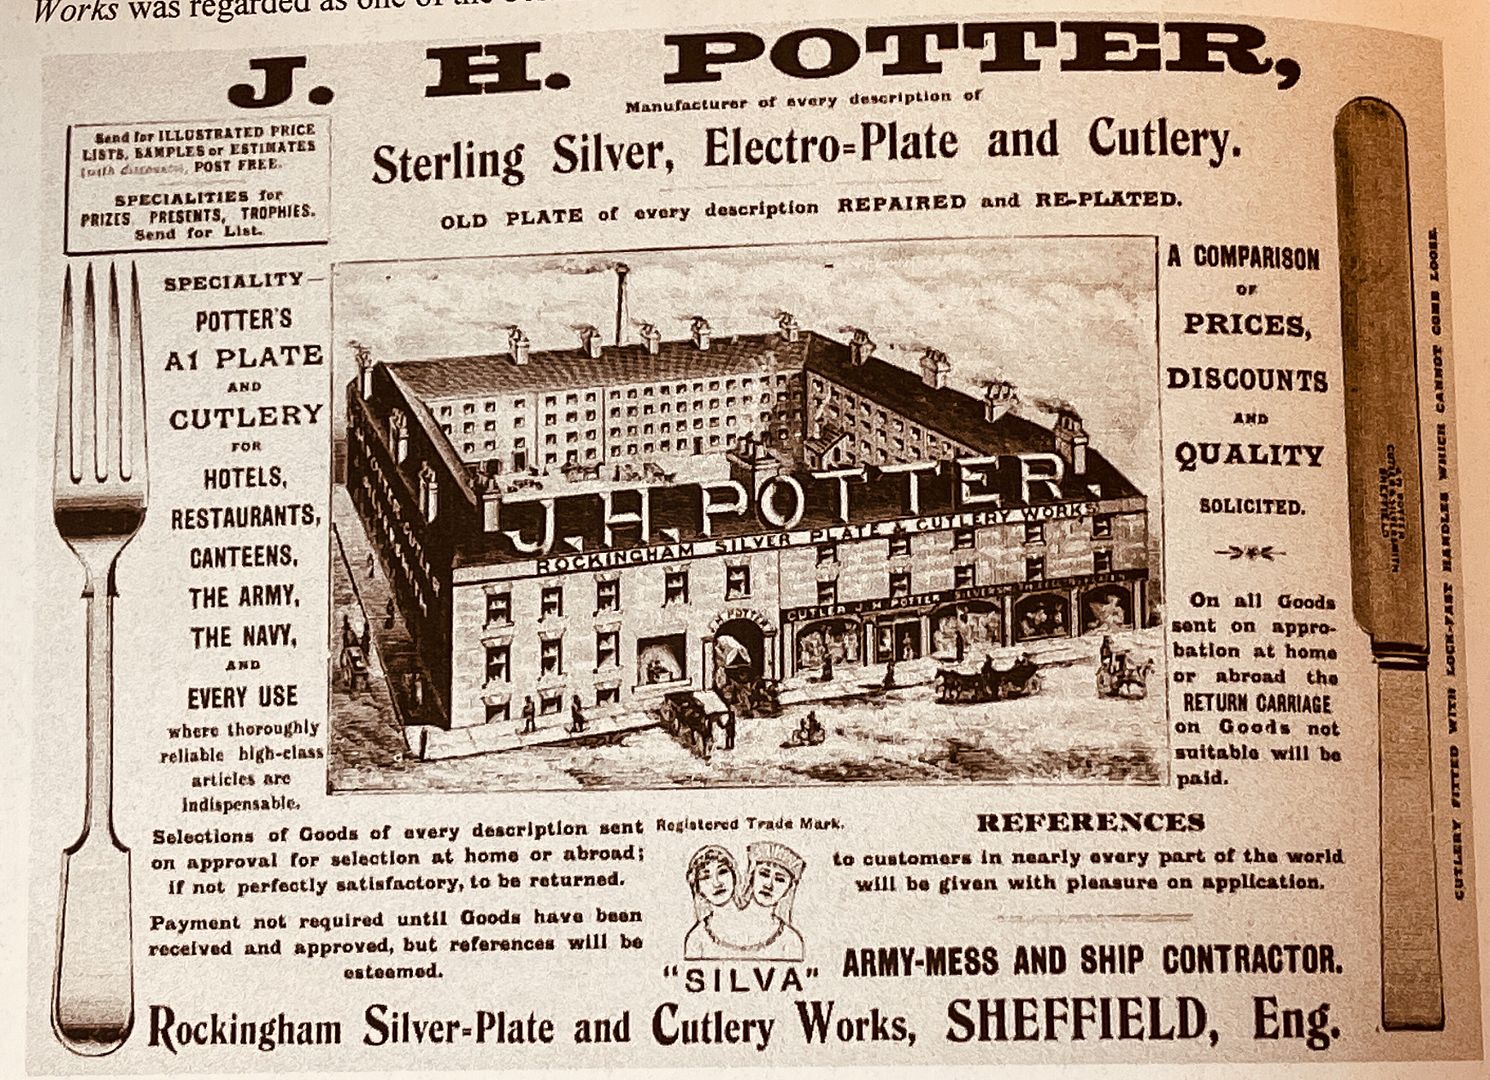 Works was regarded as one of the
J. H. POTTER,
Manufacturer of every description of
Sterling Silver, Electro=Plate and Cutlery.
OLD PLATE of every description REPAIRED and RE-PLATED.
Send for ILLUSTRATED PRICE
LISTS, SAMPLES or ESTIMATES
(with discounts), POST FREE.
SPECIALITIES for
PRIZES, PRESENTS, TROPHIES.
Send for List.
SPECIALITY—
POTTER'S
A1 PLATE
AND
CUTLERY
FOR
HOTELS,
RESTAURANTS,
CANTEENS,
THE ARMY,
THE NAVY,
AND
EVERY USE
where thoroughly
reliable high-class
articles are
indispensable.
J.H. POTTER.
ROCKINGHAM SILVER PLATE & CUTLERY WORKS
CUTLER J.H. POTTER
J.H. POTTER
A COMPARISON
OF
PRICES,
DISCOUNTS
AND
QUALITY
SOLICITED.
On all Goods
sent on appro-
bation at home
or abroad the
RETURN CARRIAGE
on Goods not
suitable will be
paid.
CUTLERY FITTED WITH LOCK-FAST HANDLES WHICH CANNOT COME LOOSE.
SHEFFIELD
Selections of Goods of every description sent
on approval for selection at home or abroad;
if not perfectly satisfactory, to be returned.
Payment not required until Goods have been
received and approved, but references will be
esteemed.
Registered Trade Mark.
"SILVA"
REFERENCES
to customers in nearly every part of the world
will be given with pleasure on application.
ARMY-MESS AND SHIP CONTRACTOR.
Rockingham Silver=Plate and Cutlery Works, SHEFFIELD, Eng.